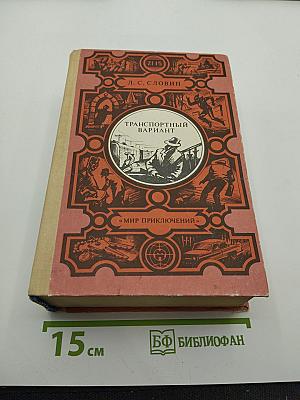 Л. С. СЛОВИН
ТРАНСПОРТНЫЙ
ВАРИАНТ
«МИР ПРИКЛЮЧЕНИЙ»
15 см
БФ БИБЛИОФАН